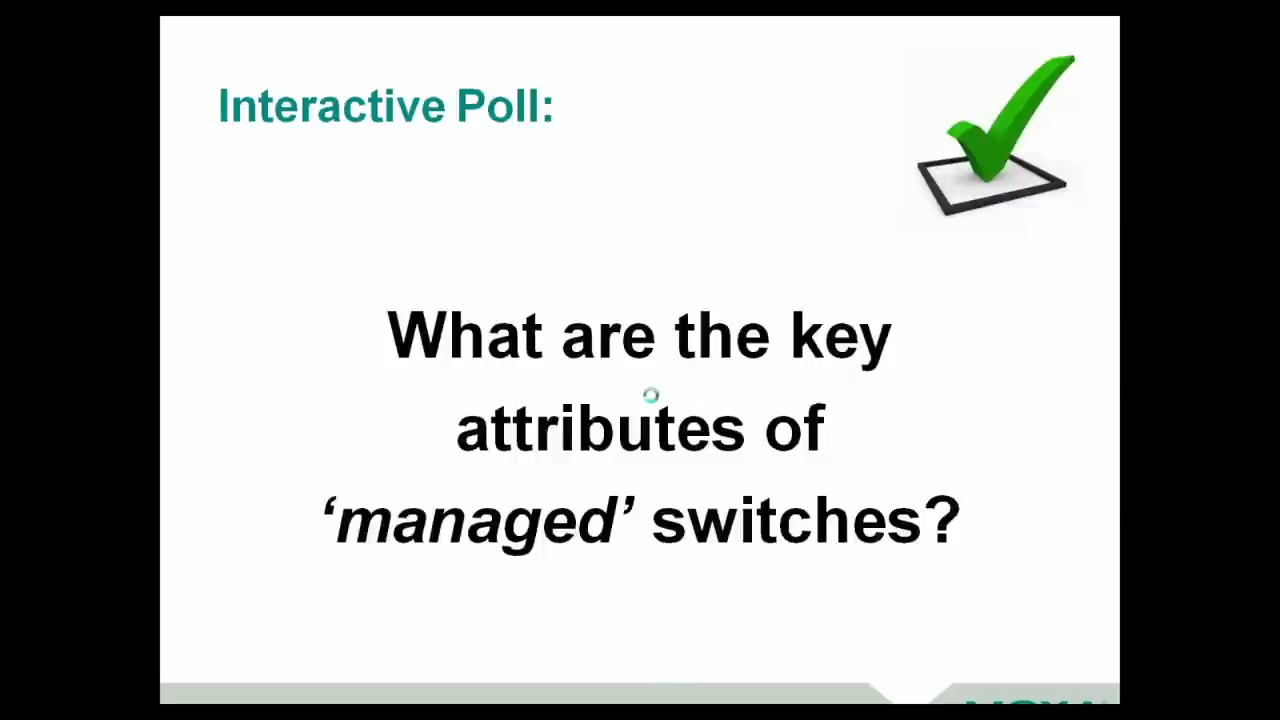 Interactive Poll:
What are the key
attributes of
‘managed’ switches?